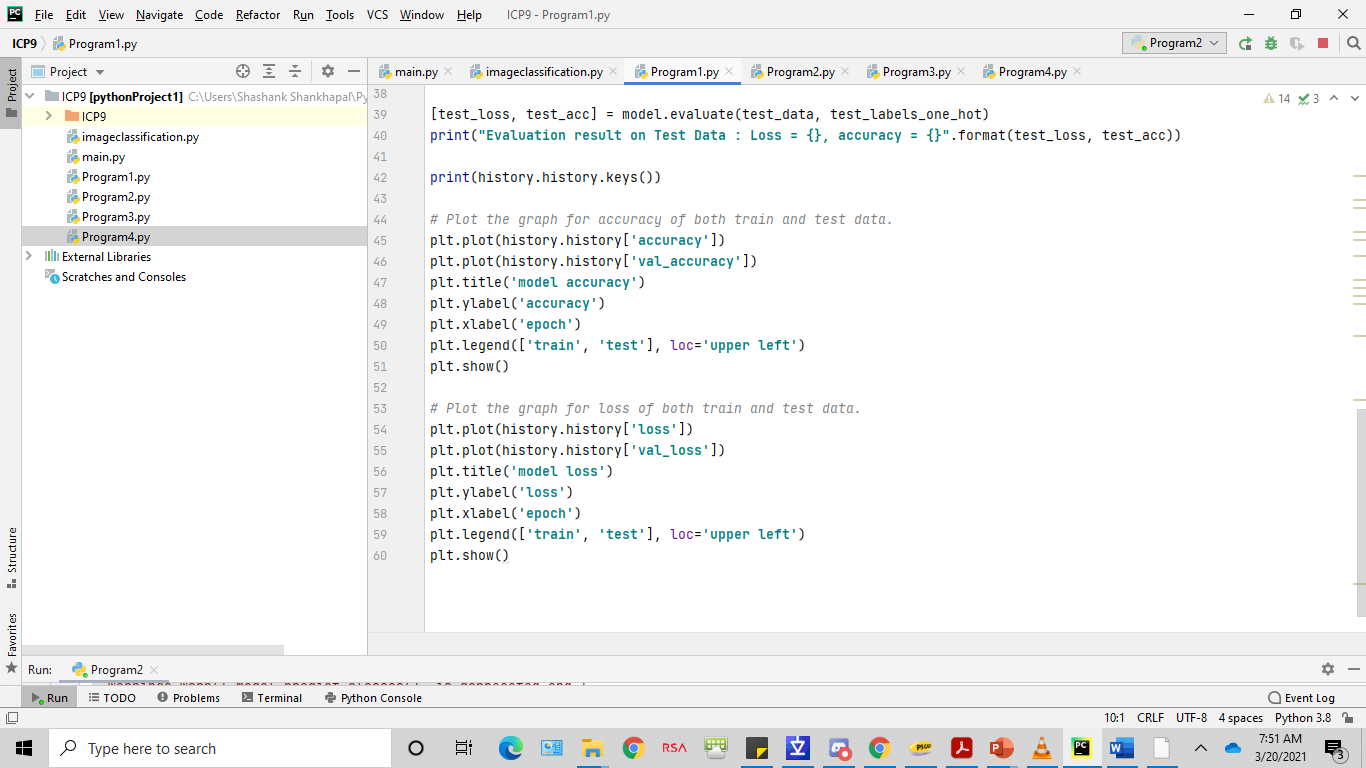 File Edit View Navigate Code Refactor Run Tools VCS Window Help ICP9 - Program1.py
ICP9 Program1.py Program2
Project main.py imageclassification.py Program1.py Program2.py Program3.py Program4.py
Project
ICP9 [pythonProject1] C:\Users\Shashank Shankhapal\Py
ICP9
imageclassification.py
main.py
Program1.py
Program2.py
Program3.py
Program4.py
External Libraries
Scratches and Consoles
14 3
38
39 [test_loss, test_acc] = model.evaluate(test_data, test_labels_one_hot)
40 print("Evaluation result on Test Data : Loss = {}, accuracy = {}".format(test_loss, test_acc))
41
42 print(history.history.keys())
43
44 # Plot the graph for accuracy of both train and test data.
45 plt.plot(history.history['accuracy'])
46 plt.plot(history.history['val_accuracy'])
47 plt.title('model accuracy')
48 plt.ylabel('accuracy')
49 plt.xlabel('epoch')
50 plt.legend(['train', 'test'], loc='upper left')
51 plt.show()
52
53 # Plot the graph for loss of both train and test data.
54 plt.plot(history.history['loss'])
55 plt.plot(history.history['val_loss'])
56 plt.title('model loss')
57 plt.ylabel('loss')
58 plt.xlabel('epoch')
59 plt.legend(['train', 'test'], loc='upper left')
60 plt.show()
Structure
Favorites
Run: Program2
Run TODO Problems Terminal Python Console Event Log
10:1 CRLF UTF-8 4 spaces Python 3.8
Type here to search
RSA
7:51 AM
3/20/2021
3